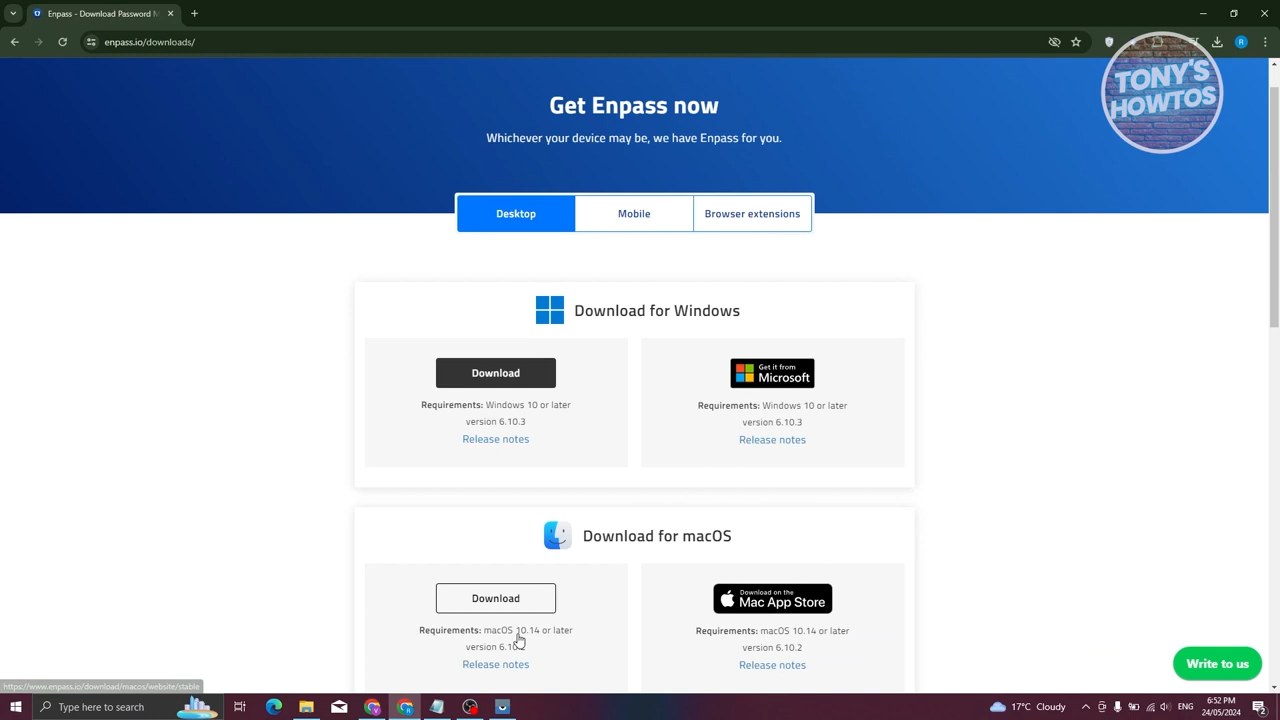 Enpass - Download Password M
enpass.io/downloads/
TONY'S
HOWTOS
Get Enpass now
Whichever your device may be, we have Enpass for you.
Desktop
Mobile
Browser extensions
Download for Windows
Download
Requirements: Windows 10 or later
version 6.10.3
Release notes
Get it from
Microsoft
Requirements: Windows 10 or later
version 6.10.3
Release notes
Download for macOS
Download
Requirements: macOS 10.14 or later
version 6.10.2
Release notes
Download on the
Mac App Store
Requirements: macOS 10.14 or later
version 6.10.2
Release notes
Write to us
https://www.enpass.io/download/macos/website/stable
Type here to search
17°C Cloudy
ENG
6:52 PM
24/05/2024
2